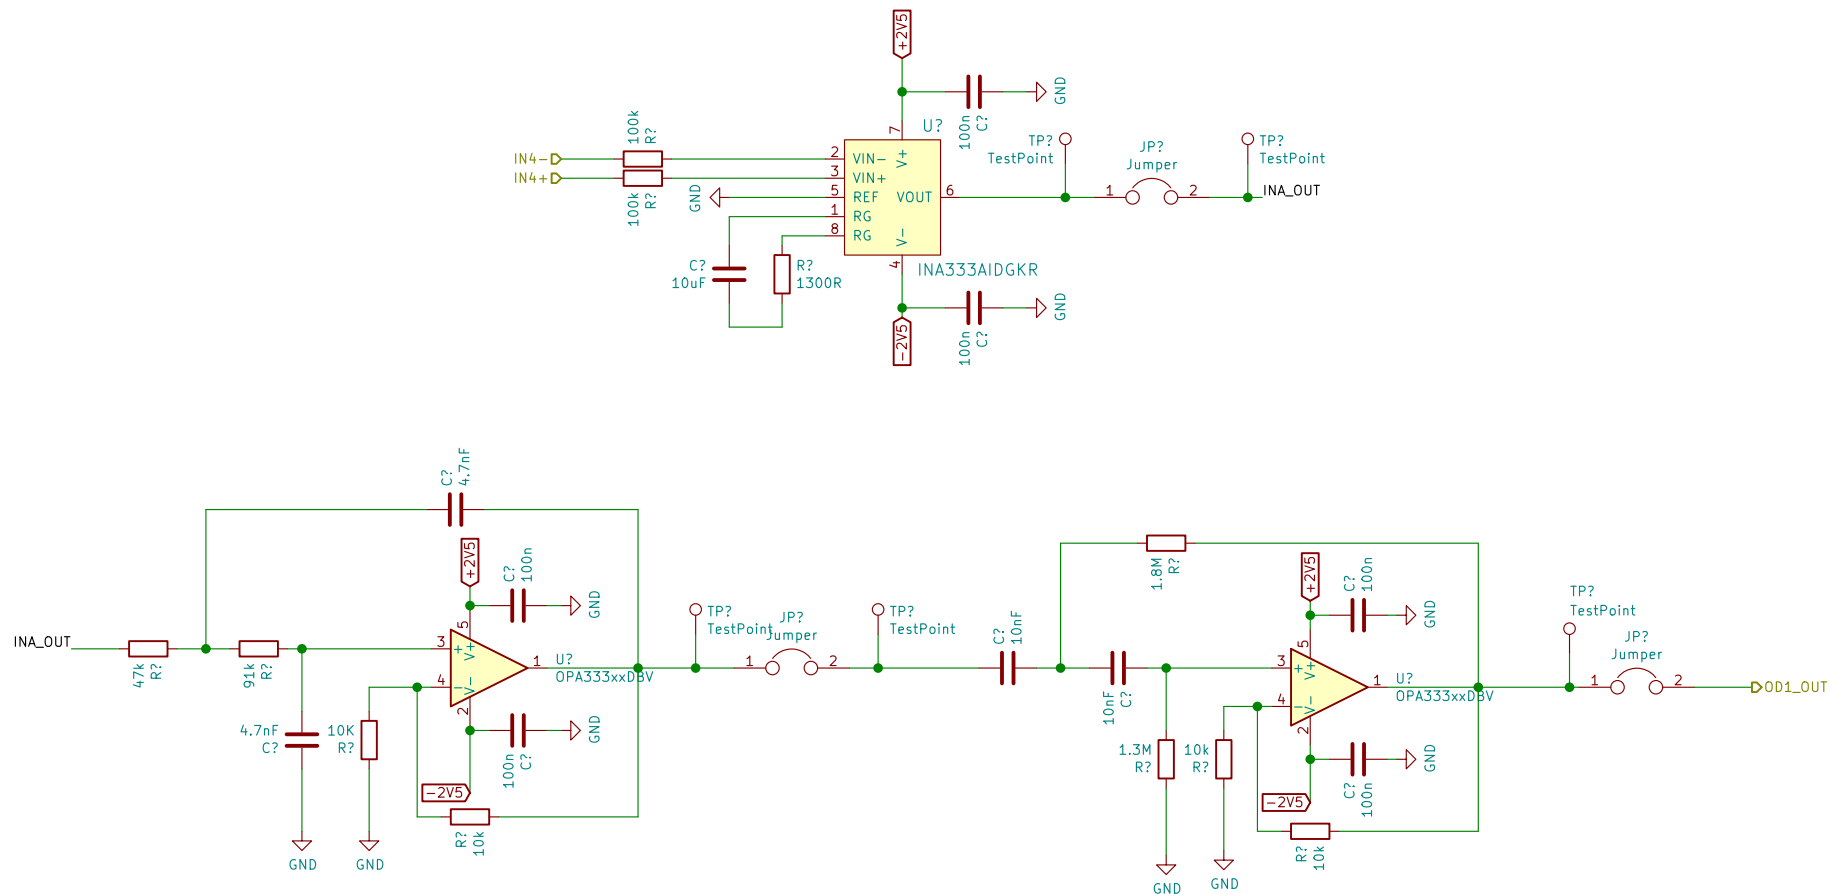 +2V5
GND
100n
C?
U?
7
100k
R?
IN4-
IN4+
100k
R?
GND
2
3
5
1
8
VIN-
VIN+
REF
RG
RG
V+
VOUT
V-
6
4
INA333AIDGKR
TP?
TestPoint
JP?
Jumper
1
2
TP?
TestPoint
INA_OUT
C?
10uF
R?
1300R
GND
100n
C?
-2V5
C?
4.7nF
+2V5
C?
100n
GND
INA_OUT
47k
R?
91k
R?
3
4
5
2
+
-
V+
V-
1
U?
OPA333xxDBV
4.7nF
C?
10K
R?
100n
C?
GND
-2V5
R?
10k
GND
GND
TP?
TestPoint
JP?
Jumper
1
2
TP?
TestPoint
C?
10nF
10nF
C?
1.8M
R?
+2V5
C?
100n
GND
3
4
5
2
+
-
V+
V-
1
U?
OPA333xxDBV
1.3M
R?
10k
R?
C?
100n
GND
-2V5
R?
10k
GND
GND
TP?
TestPoint
JP?
Jumper
1
2
OD1_OUT